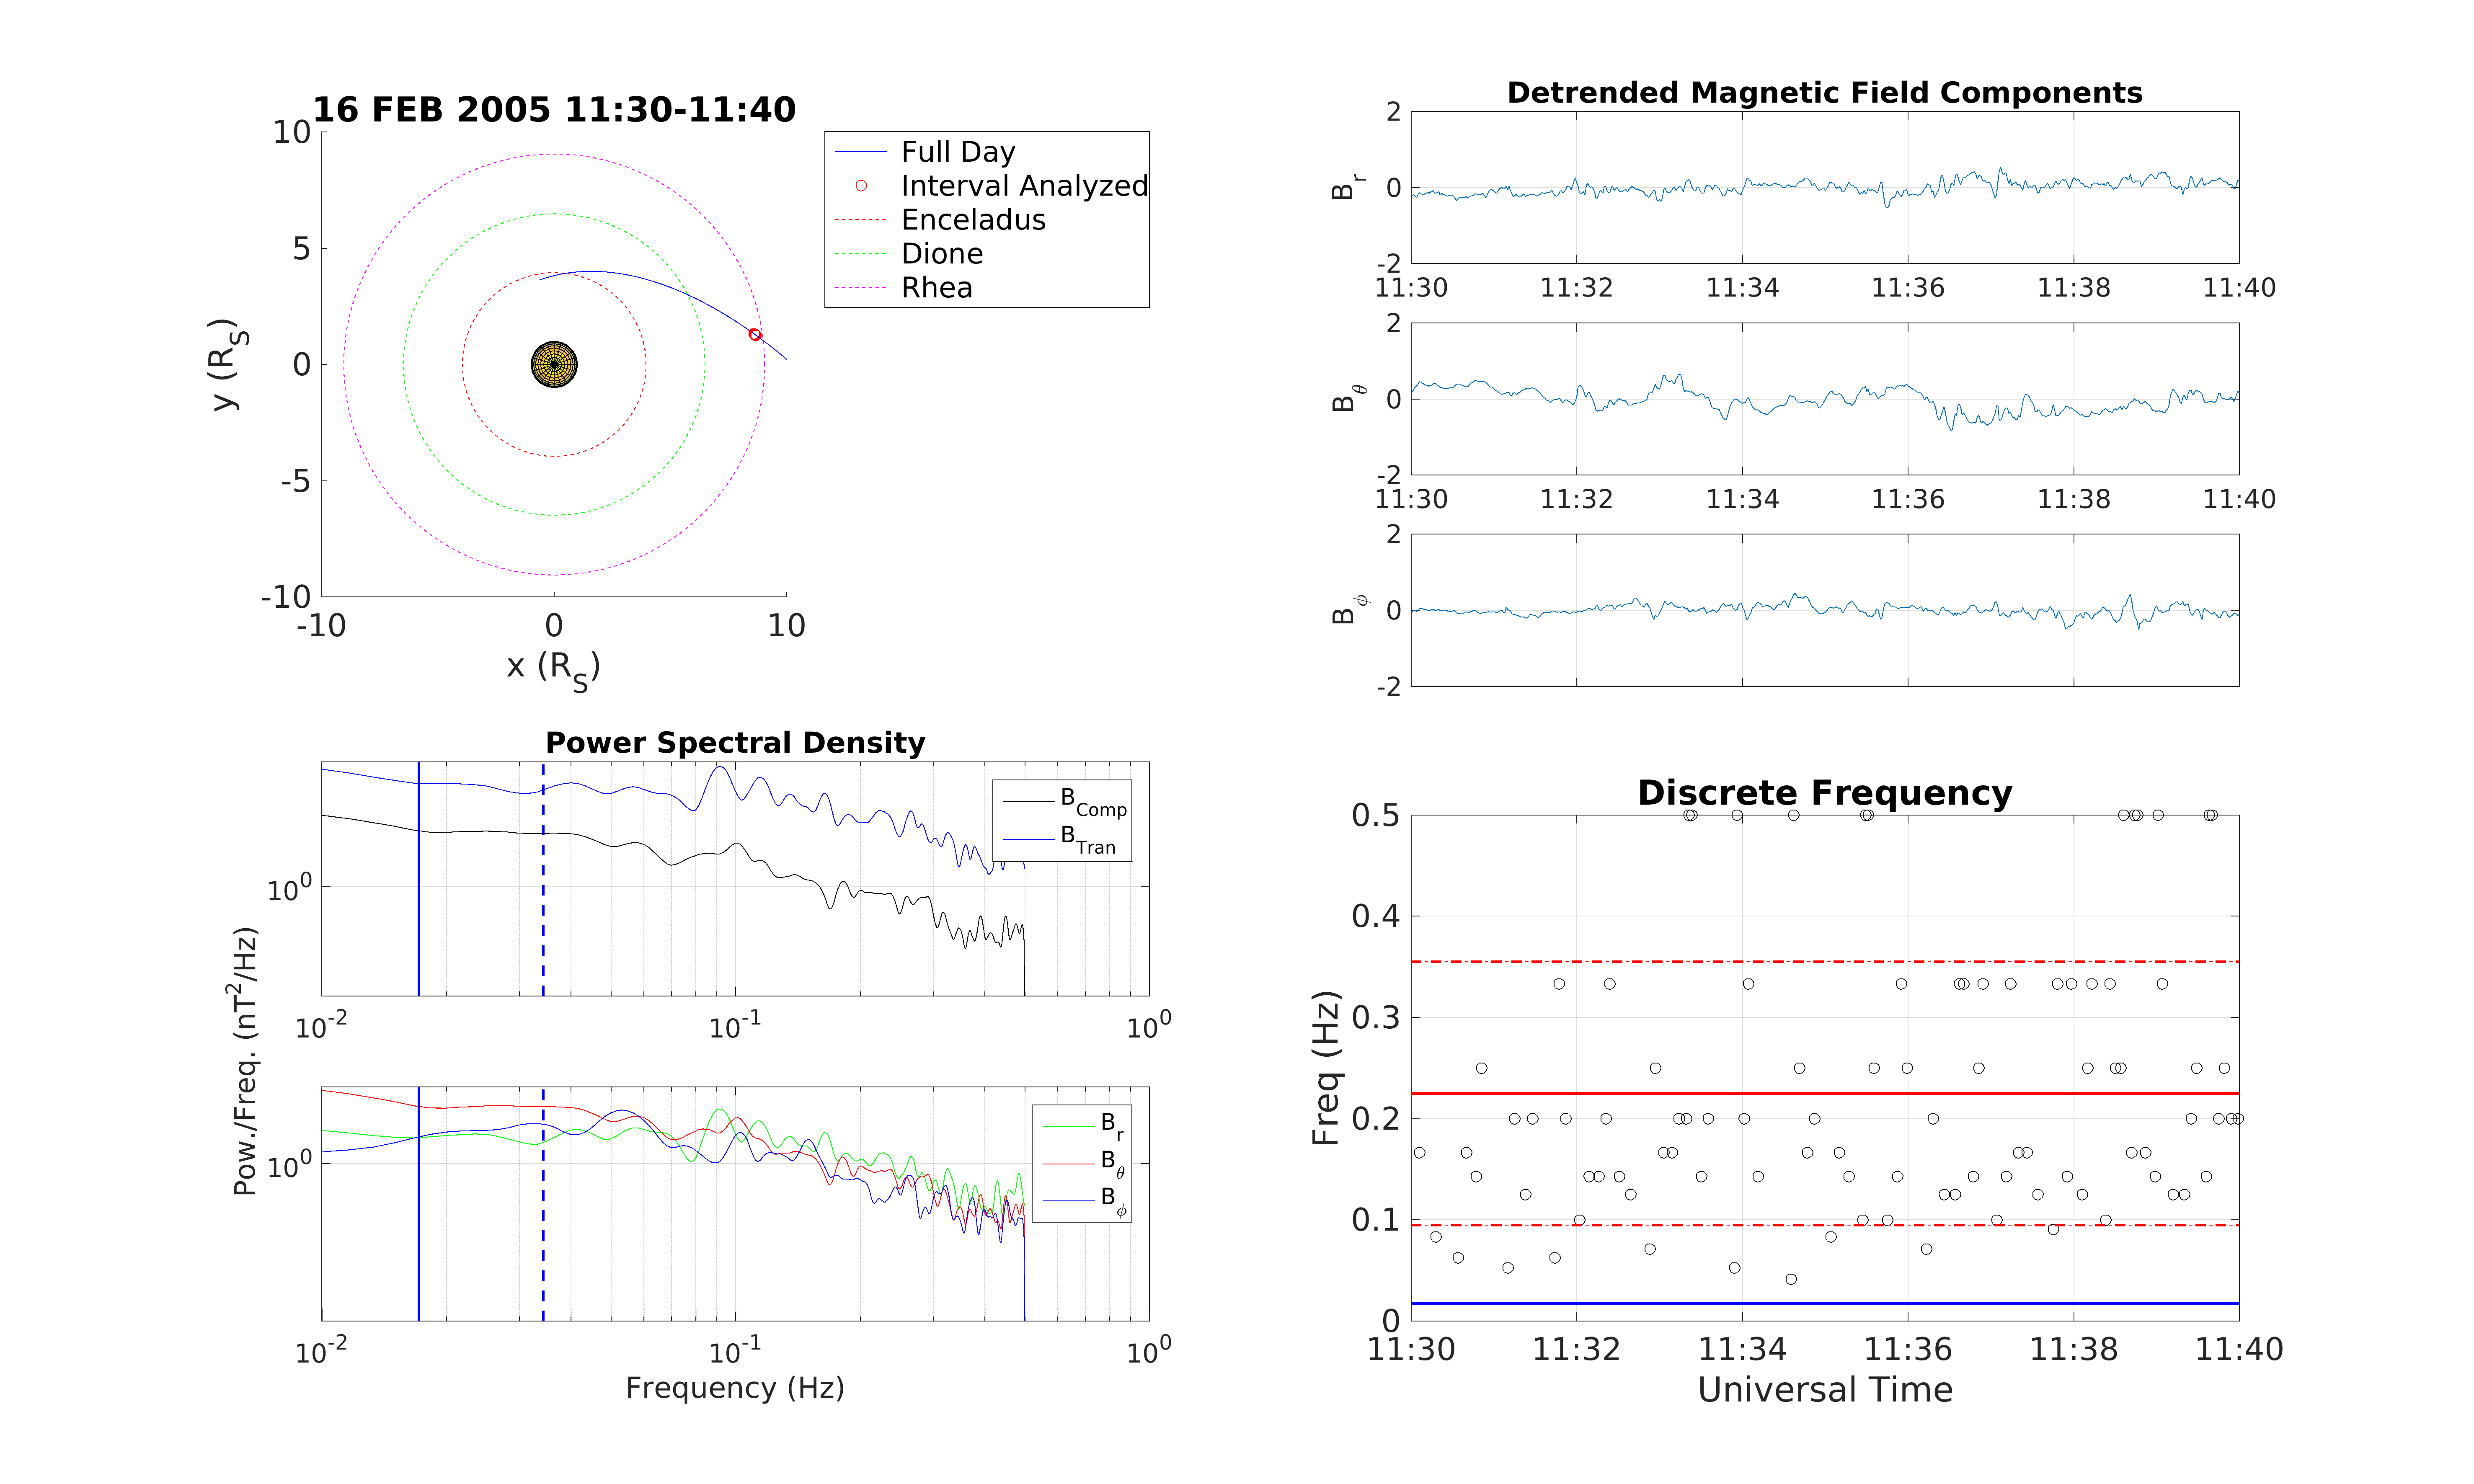 16 FEB 2005 11:30-11:40
10
5
0
-5
-10
-10
0
10
y (R_S)
x (R_S)
Full Day
Interval Analyzed
Enceladus
Dione
Rhea
Detrended Magnetic Field Components
2
0
-2
B_r
11:30
11:32
11:34
11:36
11:38
11:40
2
0
-2
B_θ
11:30
11:32
11:34
11:36
11:38
11:40
2
0
-2
B_ϕ
Power Spectral Density
B_Comp
B_Tran
10^0
10^-2
10^-1
10^0
Pow./Freq. (nT^2/Hz)
B_r
B_θ
B_ϕ
10^0
10^-2
10^-1
10^0
Frequency (Hz)
Discrete Frequency
0.5
0.4
0.3
0.2
0.1
0
Freq (Hz)
11:30
11:32
11:34
11:36
11:38
11:40
Universal Time